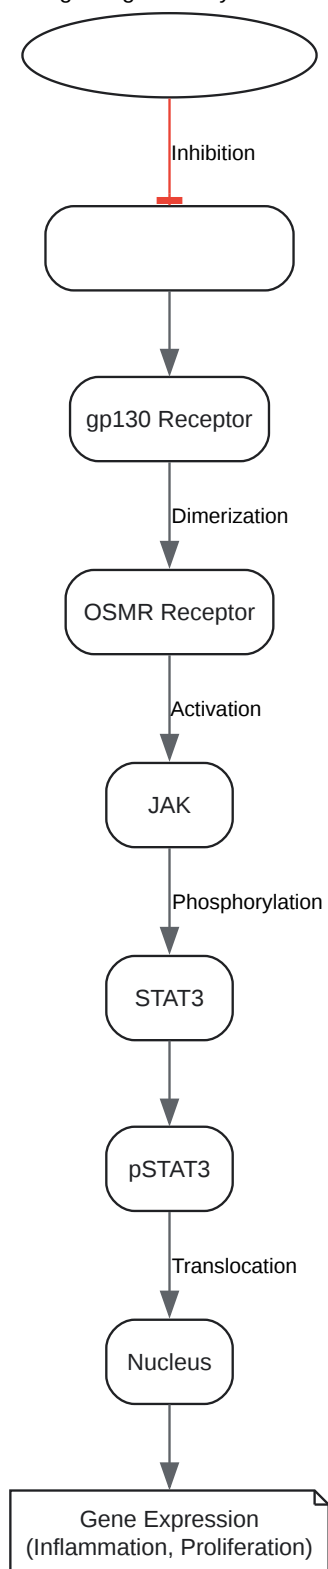 Inhibition
gp130 Receptor
Dimerization
OSMR Receptor
Activation
JAK
Phosphorylation
STAT3
pSTAT3
Translocation
Nucleus
Gene Expression
(Inflammation, Proliferation)